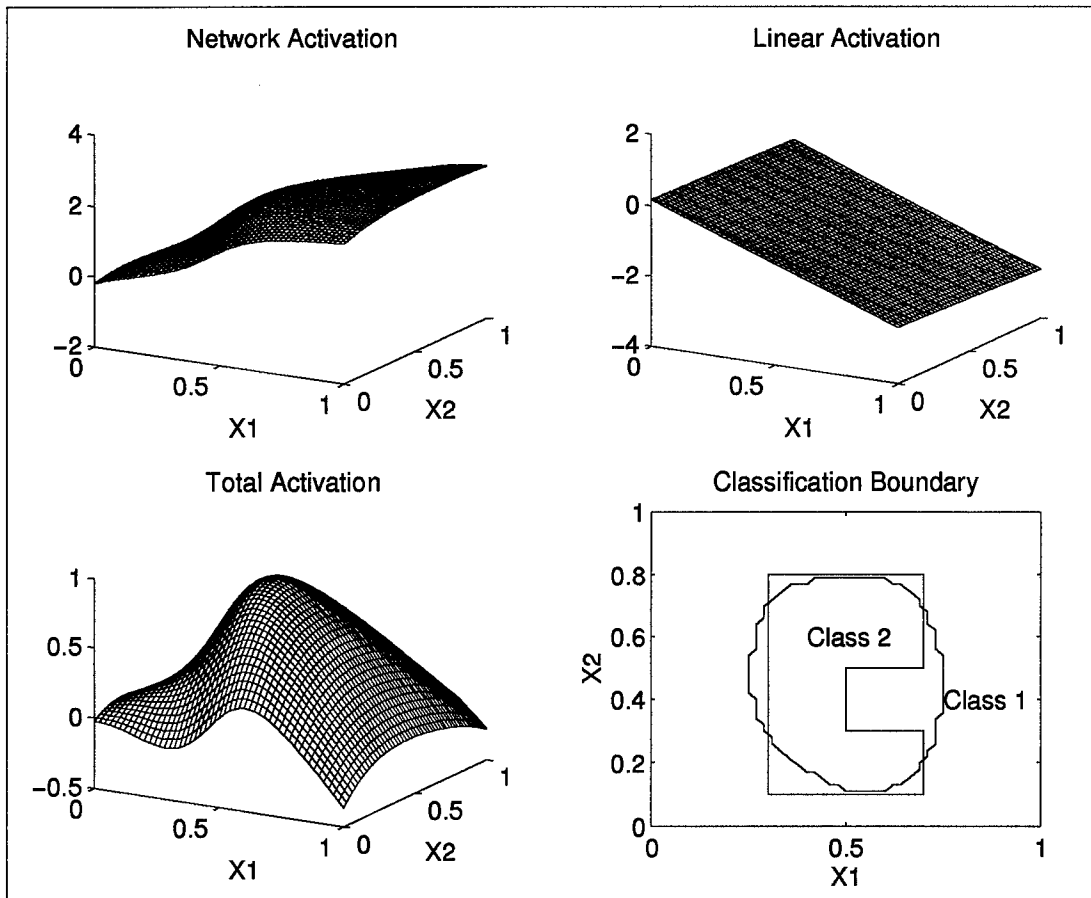 Network Activation
4
2
0
−2
0
0.5
1
X1
0
0.5
1
X2
Linear Activation
2
0
−2
−4
0
0.5
1
X1
0
0.5
1
X2
Total Activation
1
0.5
0
−0.5
0
0.5
1
X1
0
0.5
1
X2
Classification Boundary
1
0.8
0.6
0.4
0.2
0
X2
Class 2
Class 1
0
0.5
1
X1